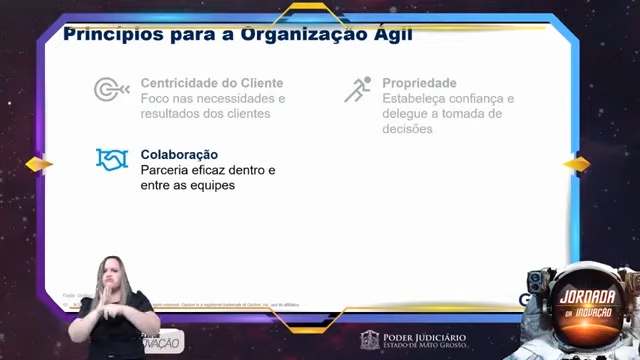 Princípios para a Organização Ágil
Centricidade do Cliente
Foco nas necessidades e
resultados dos clientes
Propriedade
Estabeleça confiança e
delegue a tomada de
decisões
Colaboração
Parceria eficaz dentro e
entre as equipes
JORNADA
DA INOVAÇÃO
PODER JUDICIÁRIO
ESTADO DE MATO GROSSO